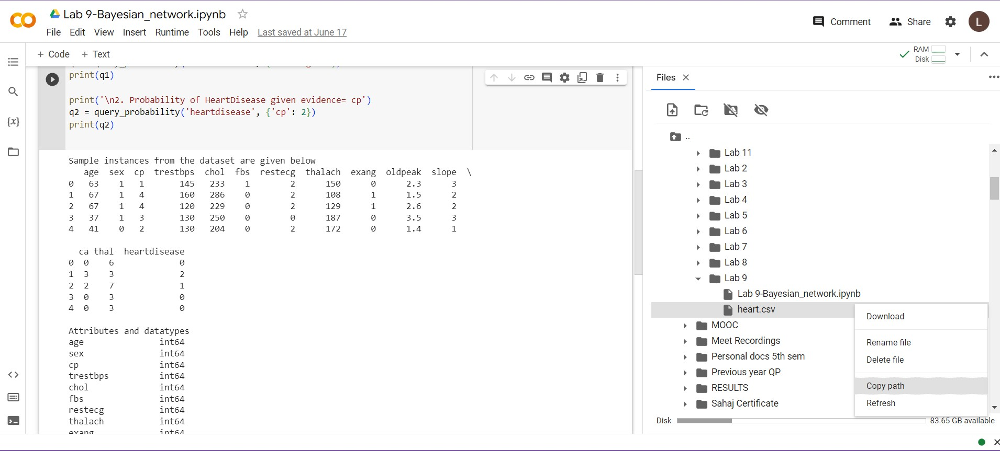 Lab 9-Bayesian_network.ipynb
File Edit View Insert Runtime Tools Help Last saved at June 17
Comment Share L
+ Code + Text
RAM
Disk
print(q1)
print('\n2. Probability of HeartDisease given evidence= cp')
q2 = query_probability('heartdisease', {'cp': 2})
print(q2)
{x}
Sample instances from the dataset are given below
age sex cp trestbps chol fbs restecg thalach exang oldpeak slope \
0 63 1 1 145 233 1 2 150 0 2.3 3
1 67 1 4 160 286 0 2 108 1 1.5 2
2 67 1 4 120 229 0 2 129 1 2.6 2
3 37 1 3 130 250 0 0 187 0 3.5 3
4 41 0 2 130 204 0 2 172 0 1.4 1
ca thal heartdisease
0 0 6 0
1 3 3 2
2 2 7 1
3 0 3 0
4 0 3 0
Attributes and datatypes
age int64
sex int64
cp int64
trestbps int64
chol int64
fbs int64
restecg int64
thalach int64
exang int64
Files
..
Lab 11
Lab 2
Lab 3
Lab 4
Lab 5
Lab 6
Lab 7
Lab 8
Lab 9
Lab 9-Bayesian_network.ipynb
heart.csv
MOOC
Meet Recordings
Personal docs 5th sem
Previous year QP
RESULTS
Sahaj Certificate
Download
Rename file
Delete file
Copy path
Refresh
Disk 83.65 GB available